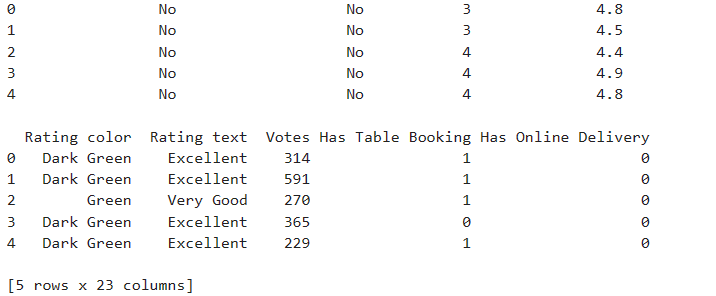 0 No No 3 4.8
1 No No 3 4.5
2 No No 4 4.4
3 No No 4 4.9
4 No No 4 4.8
Rating color Rating text Votes Has Table Booking Has Online Delivery
0 Dark Green Excellent 314 1 0
1 Dark Green Excellent 591 1 0
2 Green Very Good 270 1 0
3 Dark Green Excellent 365 0 0
4 Dark Green Excellent 229 1 0
[5 rows x 23 columns]